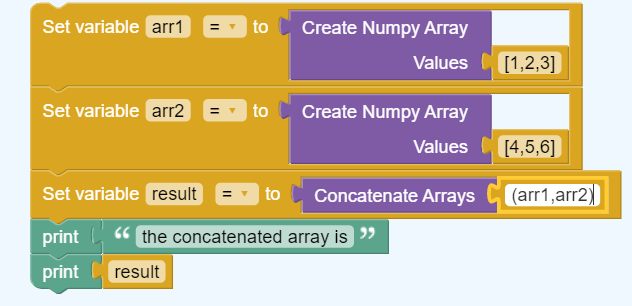 Set variable arr1 = to Create Numpy Array
Values [1,2,3]
Set variable arr2 = to Create Numpy Array
Values [4,5,6]
Set variable result = to Concatenate Arrays (arr1,arr2)
print “ the concatenated array is ”
print result